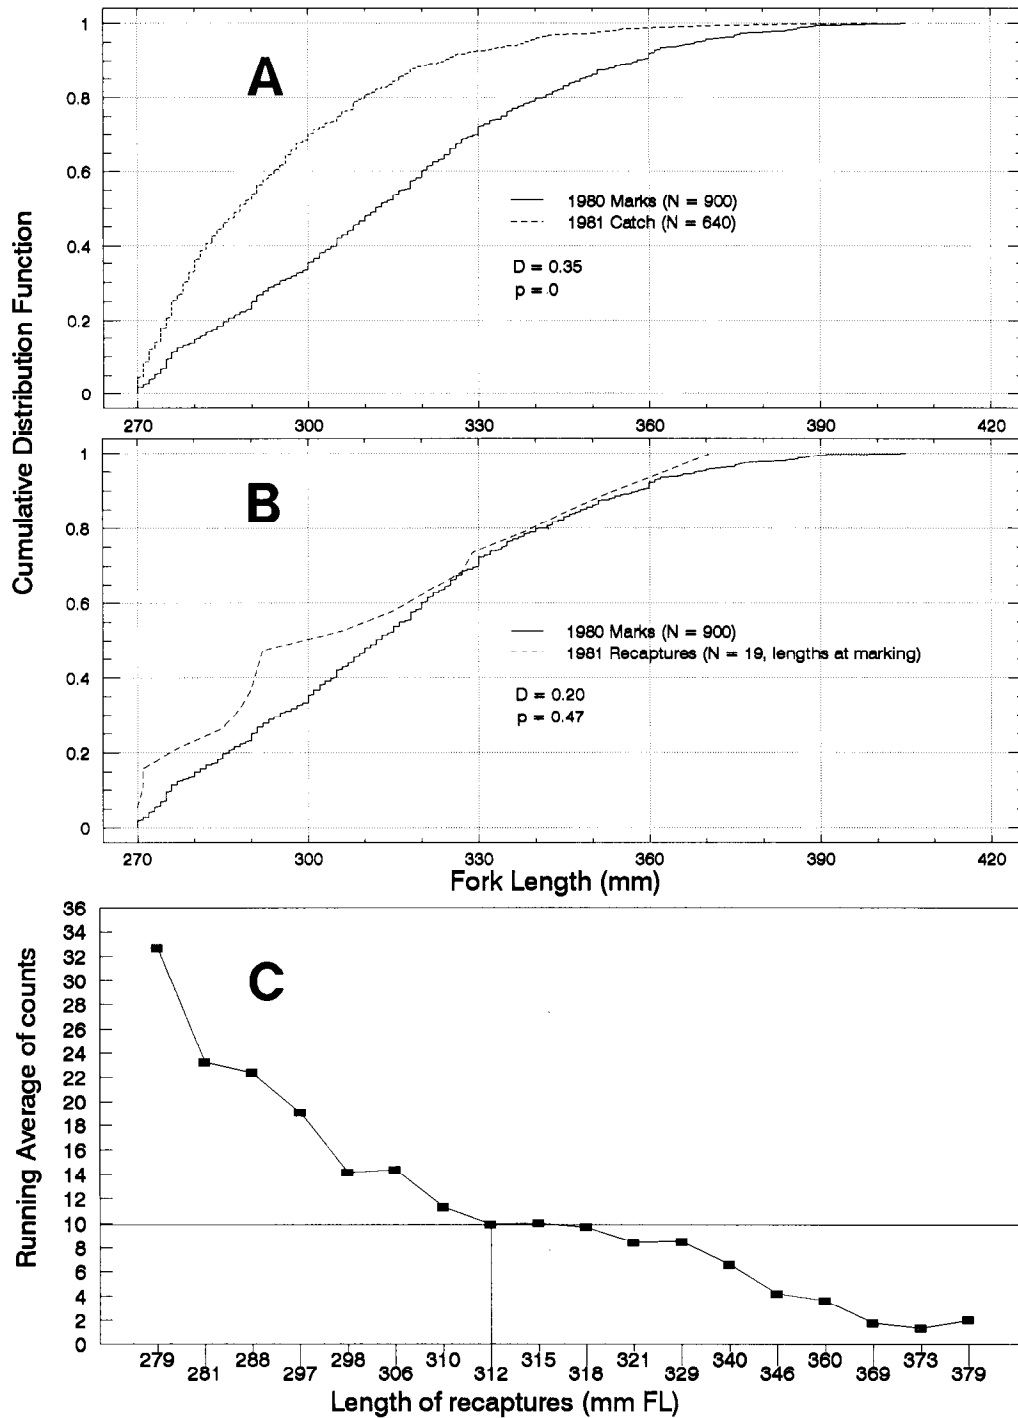 Cumulative Distribution Function
A
1
0.8
0.6
0.4
0.2
0
1980 Marks (N = 900)
1981 Catch (N = 640)
D = 0.35
p = 0
270 300 330 360 390 420
B
1
0.8
0.6
0.4
0.2
0
1980 Marks (N = 900)
1981 Recaptures (N = 19, lengths at marking)
D = 0.20
p = 0.47
270 300 330 360 390 420
Fork Length (mm)
Running Average of counts
C
36
34
32
30
28
26
24
22
20
18
16
14
12
10
8
6
4
2
0
279 288 298 310 315 321 340 360 373
281 297 306 312 318 329 346 369 379
Length of recaptures (mm FL)